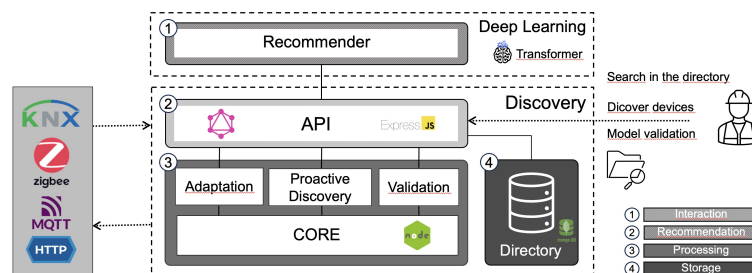 1
Recommender
Deep Learning
Transformer
KNX
zigbee
MQTT
HTTP
Discovery
2
API
Express JS
3
Adaptation
Proactive
Discovery
Validation
CORE
node
4
Directory
mongoDB
Search in the directory
Dicover devices
Model validation
1 Interaction
2 Recommendation
3 Processing
4 Storage